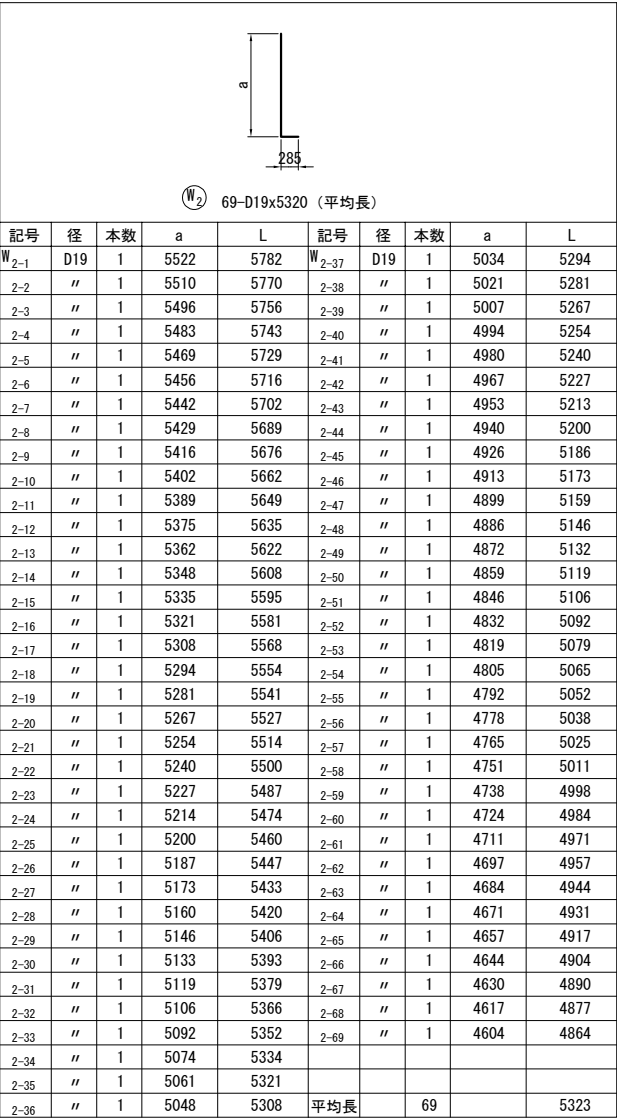 a
285
W2 69-D19x5320 (平均長)
記号 径 本数 a L 記号 径 本数 a L
W2-1 D19 1 5522 5782 W2-37 D19 1 5034 5294
2-2 〃 1 5510 5770 2-38 〃 1 5021 5281
2-3 〃 1 5496 5756 2-39 〃 1 5007 5267
2-4 〃 1 5483 5743 2-40 〃 1 4994 5254
2-5 〃 1 5469 5729 2-41 〃 1 4980 5240
2-6 〃 1 5456 5716 2-42 〃 1 4967 5227
2-7 〃 1 5442 5702 2-43 〃 1 4953 5213
2-8 〃 1 5429 5689 2-44 〃 1 4940 5200
2-9 〃 1 5416 5676 2-45 〃 1 4926 5186
2-10 〃 1 5402 5662 2-46 〃 1 4913 5173
2-11 〃 1 5389 5649 2-47 〃 1 4899 5159
2-12 〃 1 5375 5635 2-48 〃 1 4886 5146
2-13 〃 1 5362 5622 2-49 〃 1 4872 5132
2-14 〃 1 5348 5608 2-50 〃 1 4859 5119
2-15 〃 1 5335 5595 2-51 〃 1 4846 5106
2-16 〃 1 5321 5581 2-52 〃 1 4832 5092
2-17 〃 1 5308 5568 2-53 〃 1 4819 5079
2-18 〃 1 5294 5554 2-54 〃 1 4805 5065
2-19 〃 1 5281 5541 2-55 〃 1 4792 5052
2-20 〃 1 5267 5527 2-56 〃 1 4778 5038
2-21 〃 1 5254 5514 2-57 〃 1 4765 5025
2-22 〃 1 5240 5500 2-58 〃 1 4751 5011
2-23 〃 1 5227 5487 2-59 〃 1 4738 4998
2-24 〃 1 5214 5474 2-60 〃 1 4724 4984
2-25 〃 1 5200 5460 2-61 〃 1 4711 4971
2-26 〃 1 5187 5447 2-62 〃 1 4697 4957
2-27 〃 1 5173 5433 2-63 〃 1 4684 4944
2-28 〃 1 5160 5420 2-64 〃 1 4671 4931
2-29 〃 1 5146 5406 2-65 〃 1 4657 4917
2-30 〃 1 5133 5393 2-66 〃 1 4644 4904
2-31 〃 1 5119 5379 2-67 〃 1 4630 4890
2-32 〃 1 5106 5366 2-68 〃 1 4617 4877
2-33 〃 1 5092 5352 2-69 〃 1 4604 4864
2-34 〃 1 5074 5334
2-35 〃 1 5061 5321
2-36 〃 1 5048 5308 平均長 69 5323